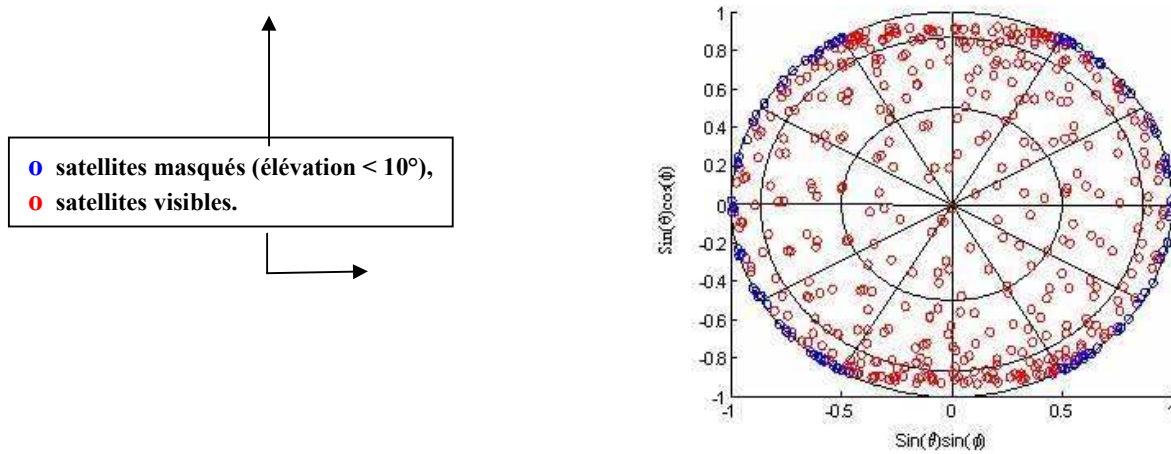 o satellites masqués (élévation < 10°),
o satellites visibles.
1
0.8
0.6
0.4
0.2
0
-0.2
-0.4
-0.6
-0.8
-1
-1 -0.5 0 0.5 1
Sin(θ)cos(ϕ)
Sin(θ)sin(ϕ)